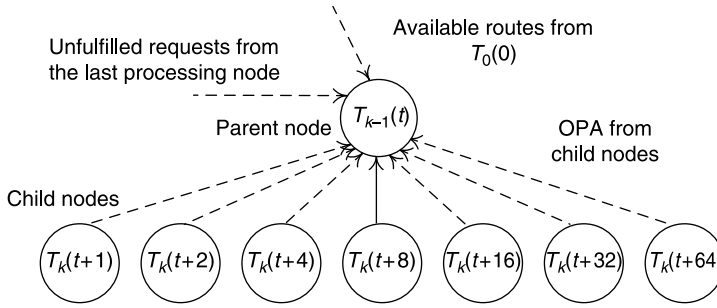 Available routes from
T0(0)
Unfulfilled requests from
the last processing node
Tk–1(t)
Parent node
OPA from
child nodes
Child nodes
Tk(t+1) Tk(t+2) Tk(t+4) Tk(t+8) Tk(t+16) Tk(t+32) Tk(t+64